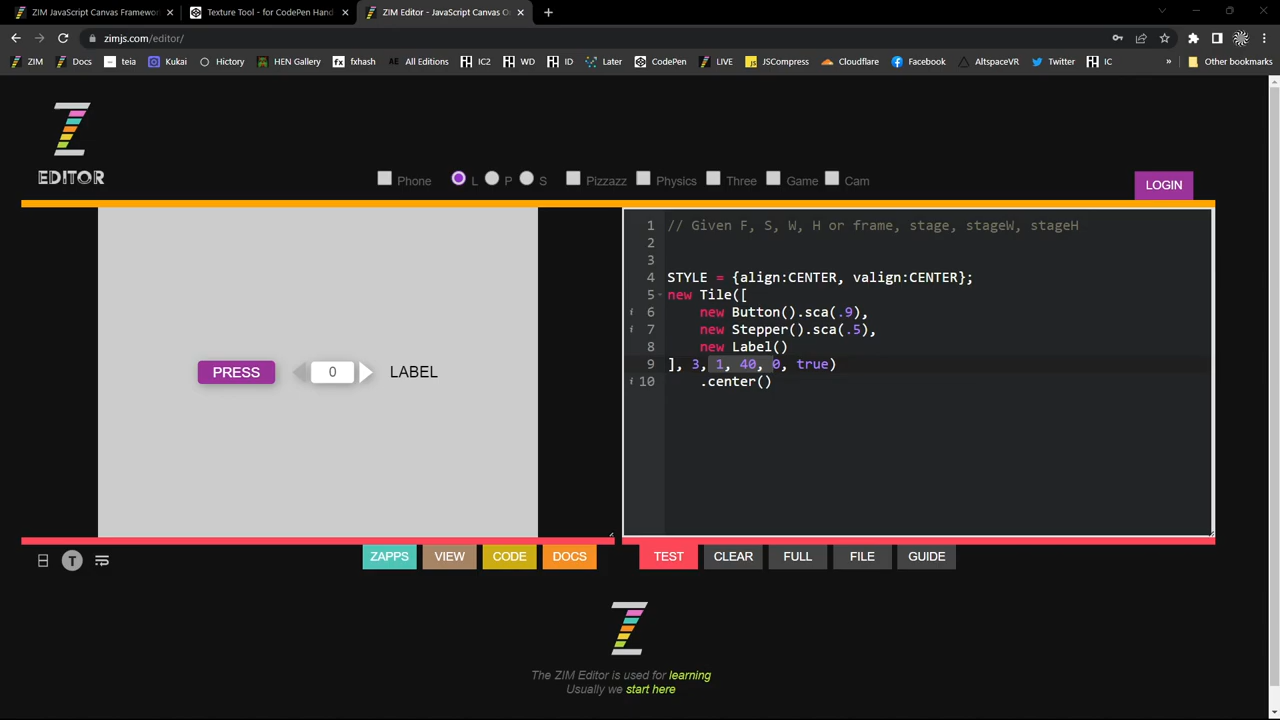 ZIM JavaScript Canvas Framewor
Texture Tool - for CodePen Hand
ZIM Editor - JavaScript Canvas O
zimjs.com/editor/
ZIM
Docs
teia
Kukai
Hictory
HEN Gallery
fx fxhash
AE All Editions
IC2
WD
ID
Later
CodePen
LIVE
JSCompress
Cloudflare
Facebook
AltspaceVR
Twitter
IC
»
Other bookmarks
EDITOR
Phone
L
P
S
Pizzazz
Physics
Three
Game
Cam
LOGIN
PRESS
0
LABEL
1 // Given F, S, W, H or frame, stage, stageW, stageH
2
3
4 STYLE = {align:CENTER, valign:CENTER};
5 new Tile([
6 new Button().sca(.9),
7 new Stepper().sca(.5),
8 new Label()
9 ], 3, 1, 40, 0, true)
10 .center()
T
ZAPPS
VIEW
CODE
DOCS
TEST
CLEAR
FULL
FILE
GUIDE
The ZIM Editor is used for learning
Usually we start here